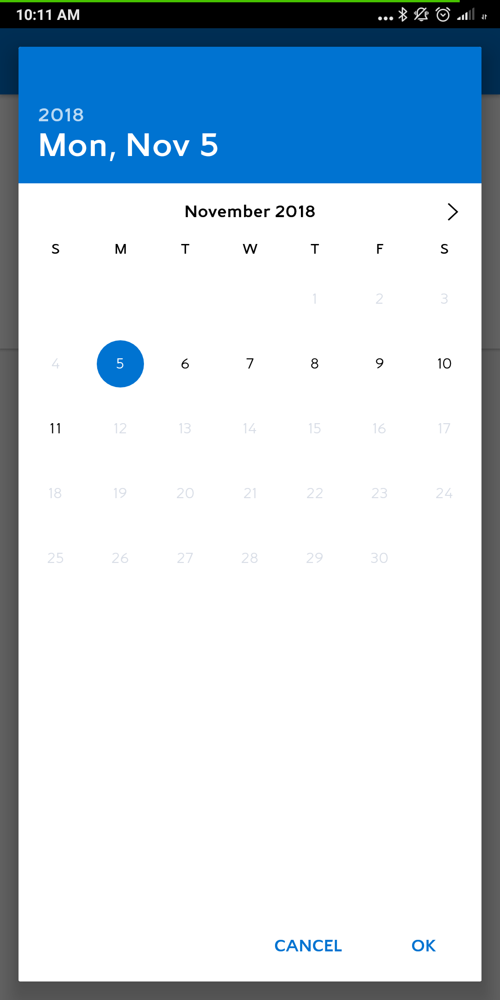 10:11 AM
2018
Mon, Nov 5
November 2018
S M T W T F S
1 2 3
4 5 6 7 8 9 10
11 12 13 14 15 16 17
18 19 20 21 22 23 24
25 26 27 28 29 30
CANCEL OK